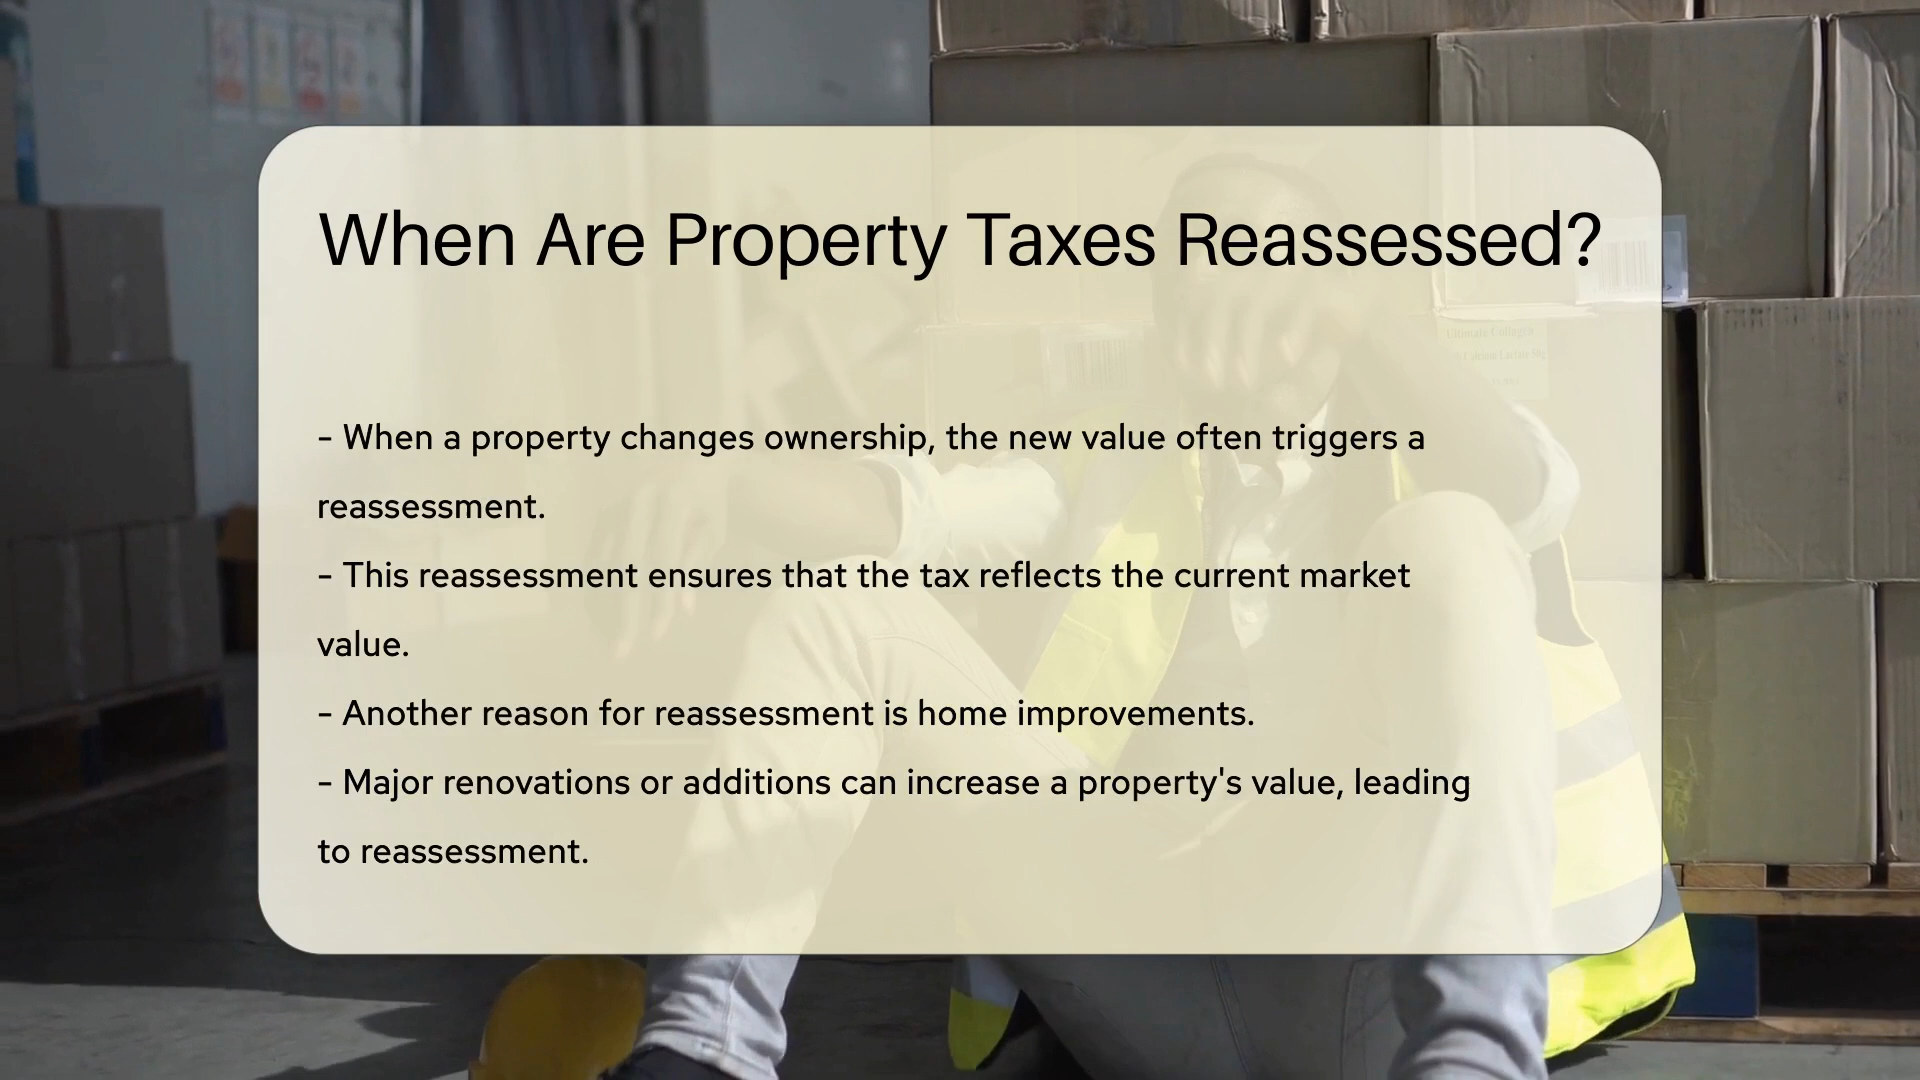 When Are Property Taxes Reassessed?
- When a property changes ownership, the new value often triggers a
reassessment.
- This reassessment ensures that the tax reflects the current market
value.
- Another reason for reassessment is home improvements.
- Major renovations or additions can increase a property's value, leading
to reassessment.
Ultimate Collagen